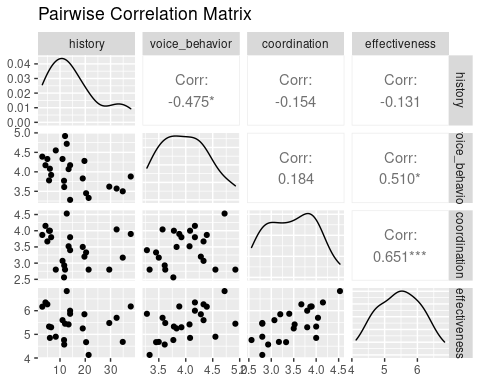 Pairwise Correlation Matrix
history voice_behavior coordination effectiveness
0.04
0.03
0.02
0.01
0.00
Corr:
-0.475*
Corr:
-0.154
Corr:
-0.131
history
5.0
4.5
4.0
3.5
Corr:
0.184
Corr:
0.510*
oice_behavio
4.5
4.0
3.5
3.0
2.5
Corr:
0.651***
coordination
6
5
4
effectiveness
10 20 30
3.5 4.0 4.5
3.0 3.5 4.0 4.5
4 5 6